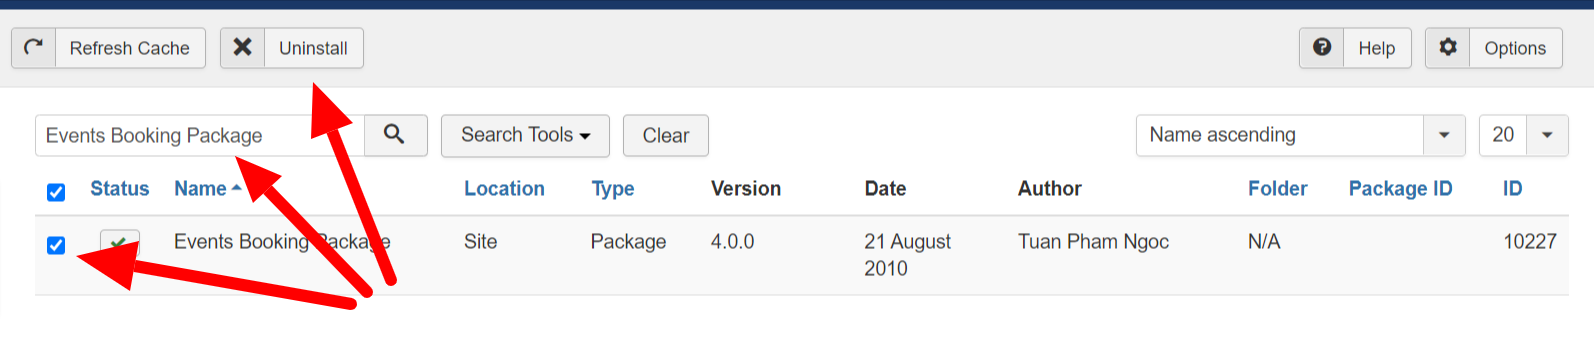 Refresh Cache Uninstall Help Options
Events Booking Package Search Tools Clear Name ascending 20
Status Name Location Type Version Date Author Folder Package ID ID
Events Booking Package Site Package 4.0.0 21 August Tuan Pham Ngoc N/A 10227
2010